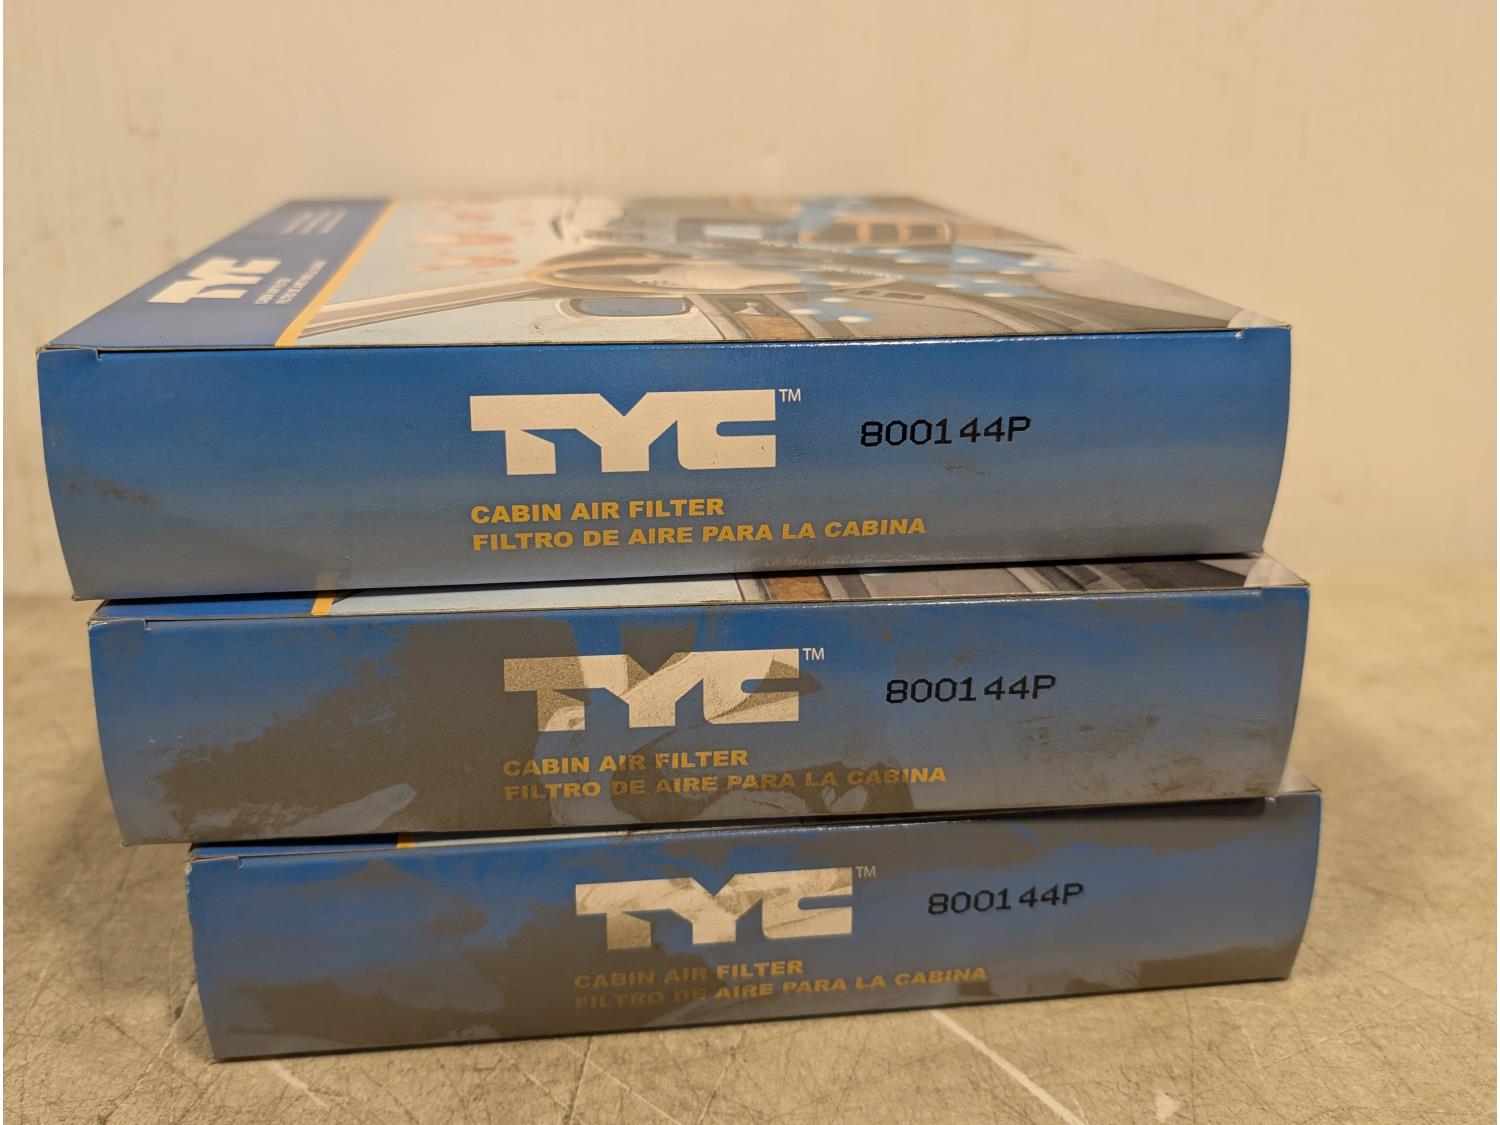 TYC
TYC™
800144P
CABIN AIR FILTER
FILTRO DE AIRE PARA LA CABINA
TYC™
800144P
CABIN AIR FILTER
FILTRO DE AIRE PARA LA CABINA
TYC™
800144P
CABIN AIR FILTER
FILTRO DE AIRE PARA LA CABINA